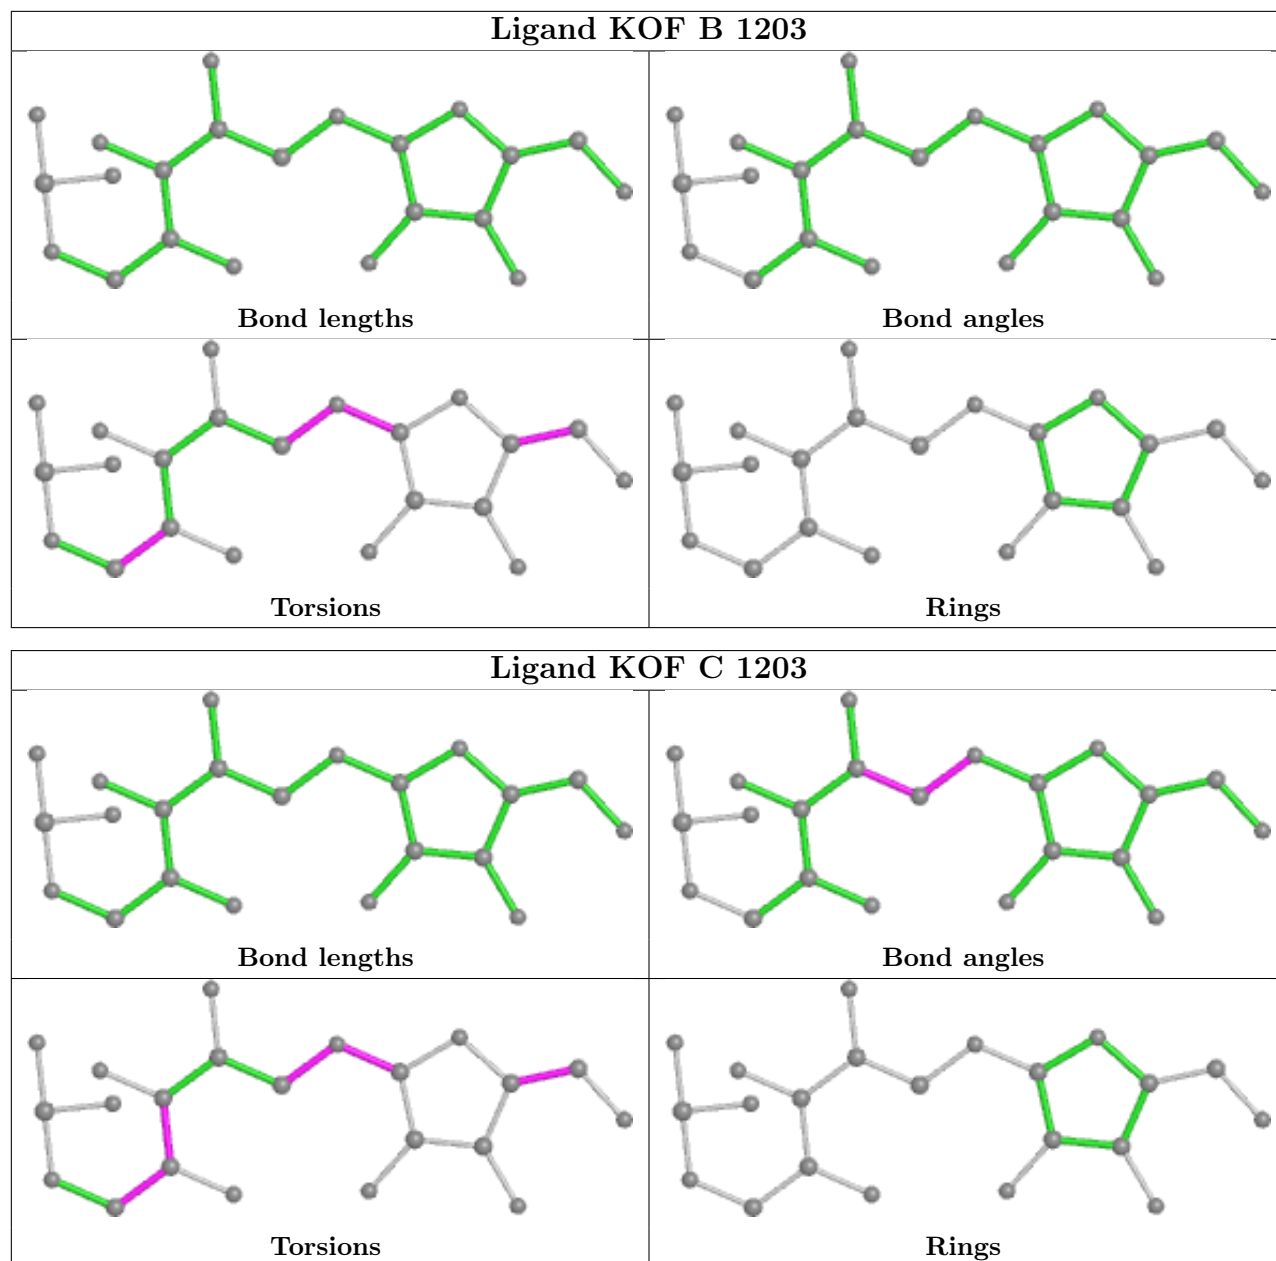 Ligand KOF B 1203
Bond lengths
Bond angles
Torsions
Rings
Ligand KOF C 1203
Bond lengths
Bond angles
Torsions
Rings